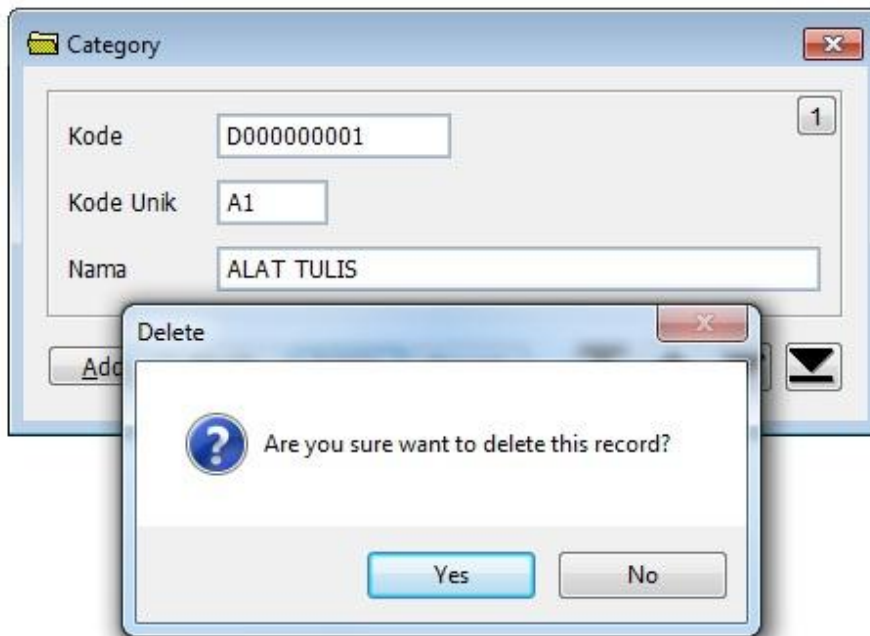 Category
1
Kode D000000001
Kode Unik A1
Nama ALAT TULIS
Delete
Add
Are you sure want to delete this record?
Yes No